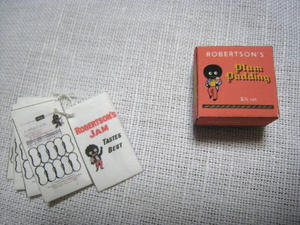 ROBERTSON'S
JAM
TASTES
BEST
ROBERTSON'S
Plum
Pudding